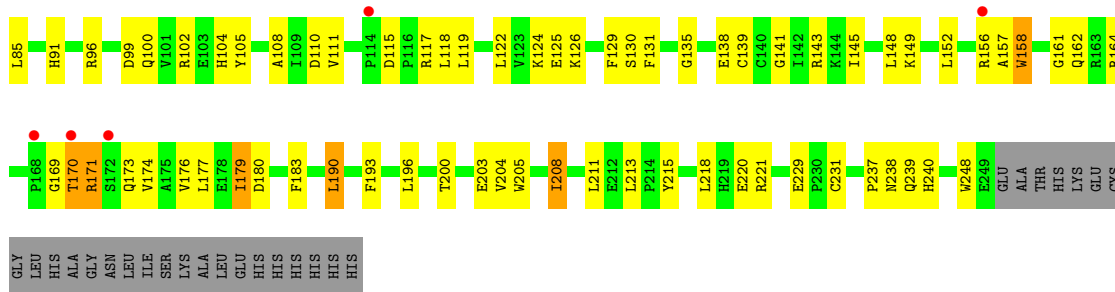 L85 H91 R96 D99 Q100 V101 R102 E103 H104 Y105 A108 I109 D110 V111 P114 D115 P116 R117 L118 L119 L122 V123 K124 E125 K126 F129 S130 F131 G135 E138 C139 C140 G141 I142 R143 K144 I145 L148 K149 L152 R156 A157 W158 G161 Q162 R163
P168 G169 T170 R171 S172 Q173 V174 A175 V176 L177 E178 I179 D180 F183 L190 F193 L196 T200 E203 V204 W205 I208 L211 E212 L213 P214 Y215 L218 H219 E220 R221 E229 P230 C231 P237 N238 Q239 H240 W248 E249 GLU ALA THR HIS LYS GLU
GLY LEU HIS ALA GLY ASN LEU ILE SER LYS ALA LEU GLU HIS HIS HIS HIS HIS HIS